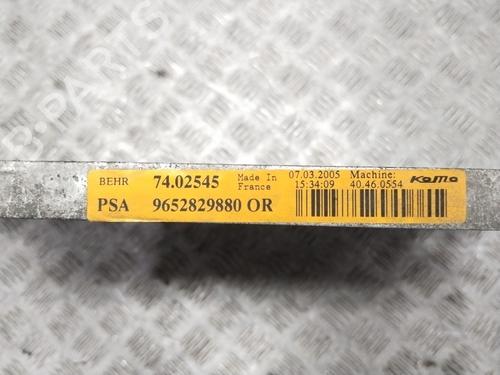 BEHR 74.02545 Made In France 07.03.2005 15:34:09 Machine: 40.46.0554 Komo
PSA 9652829880 OR
B-PARTS